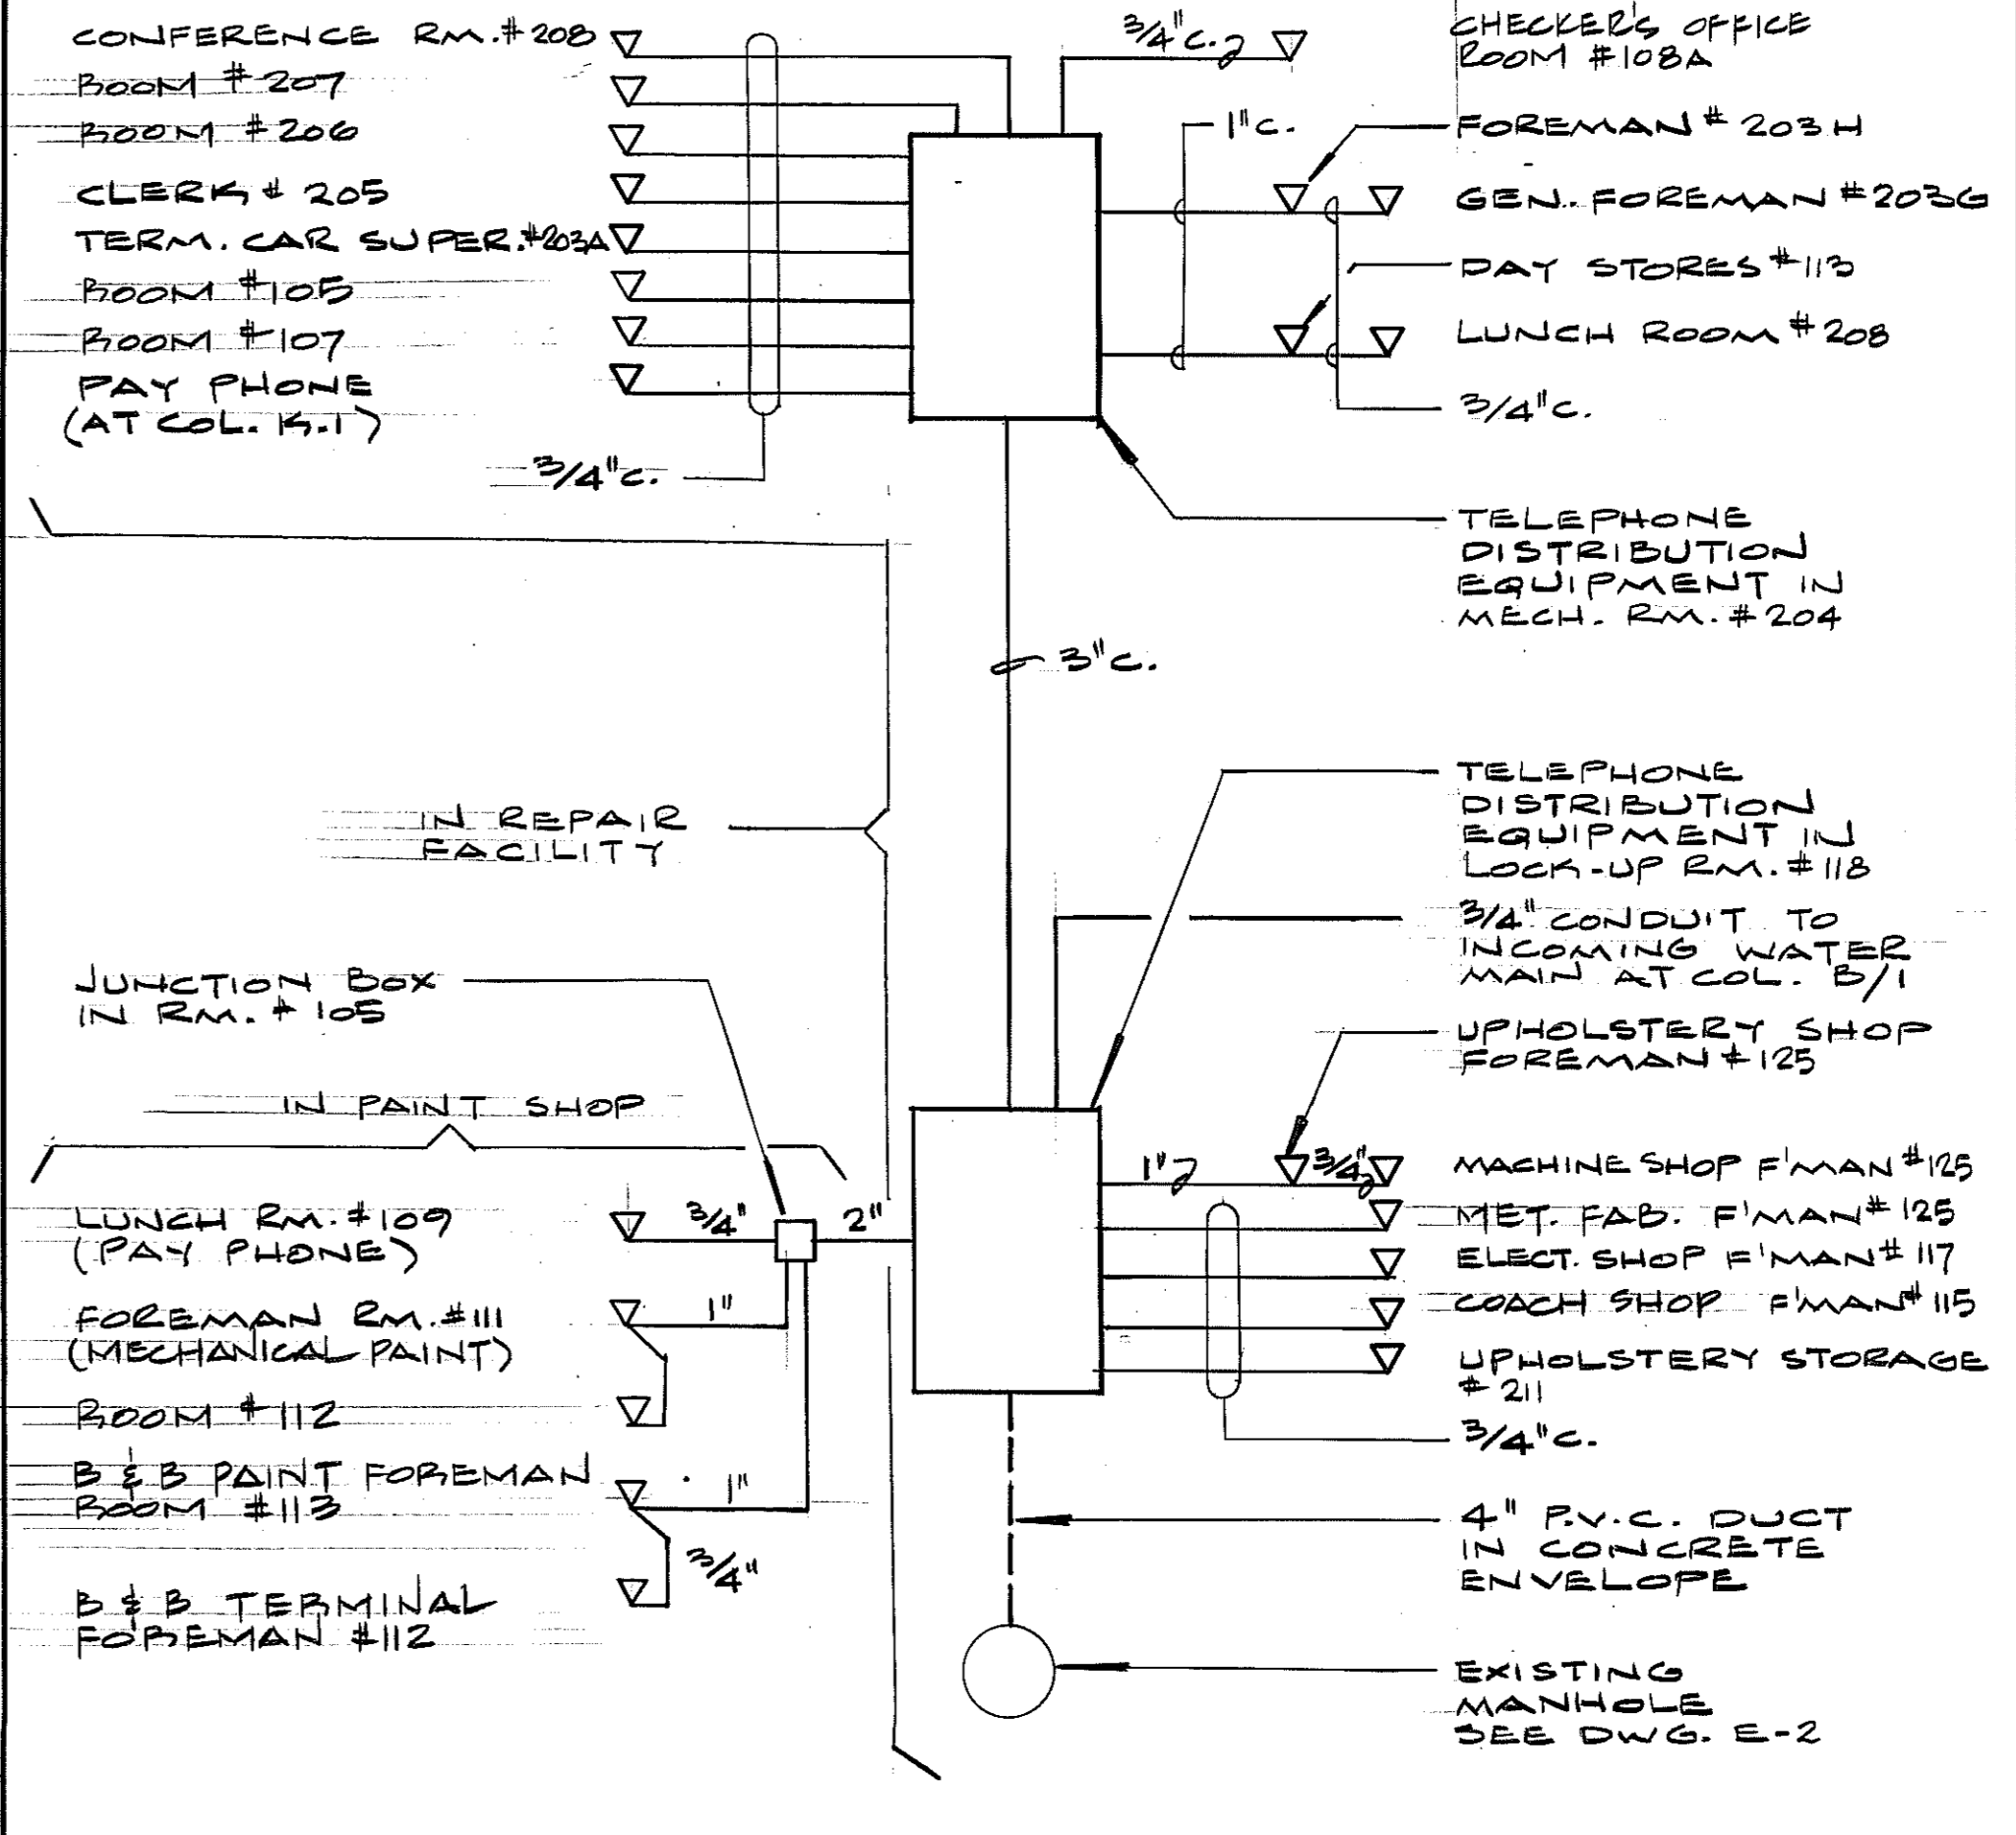 CONFERENCE RM. #208
ROOM #207
ROOM #206
CLERK #205
TERM. CAR SUPER. #203A
ROOM #105
ROOM #107
PAY PHONE
(AT COL. K.1)
3/4"C.
3/4"C.
CHECKER'S OFFICE
ROOM #108A
1"C.
FOREMAN #203H
GEN. FOREMAN #203G
DAY STORES #113
LUNCH ROOM #208
3/4"C.
TELEPHONE
DISTRIBUTION
EQUIPMENT IN
MECH. RM. #204
3"C.
IN REPAIR
FACILITY
TELEPHONE
DISTRIBUTION
EQUIPMENT IN
LOCK-UP RM. #118
3/4" CONDUIT TO
INCOMING WATER
MAIN AT COL. B/1
UPHOLSTERY SHOP
FOREMAN #125
JUNCTION BOX
IN RM. #105
IN PAINT SHOP
LUNCH RM. #109
(PAY PHONE)
3/4"
2"
FOREMAN RM. #111
(MECHANICAL PAINT)
1"
ROOM #112
B & B PAINT FOREMAN
ROOM #113
1"
3/4"
B & B TERMINAL
FOREMAN #112
1"
3/4"
MACHINE SHOP F'MAN #125
MET. FAB. F'MAN #125
ELECT. SHOP F'MAN #117
COACH SHOP F'MAN #115
UPHOLSTERY STORAGE
#211
3/4"C.
4" P.V.C. DUCT
IN CONCRETE
ENVELOPE
EXISTING
MANHOLE
SEE DWG. E-2